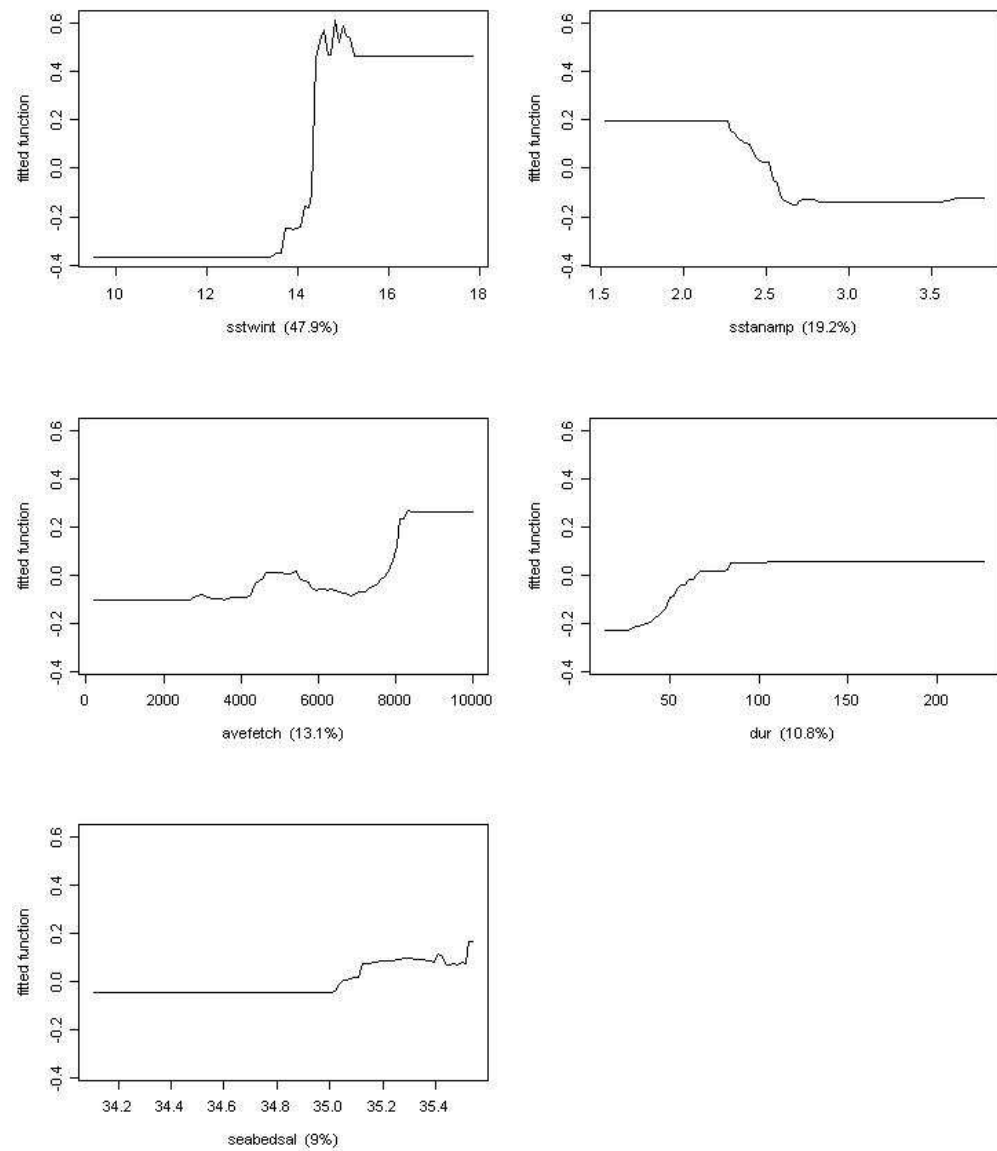 0.6
0.4
0.2
0.0
-0.2
-0.4
fitted function
10 12 14 16 18
sstwint (47.9%)
0.6
0.4
0.2
0.0
-0.2
-0.4
fitted function
1.5 2.0 2.5 3.0 3.5
sstanamp (19.2%)
0.6
0.4
0.2
0.0
-0.2
-0.4
fitted function
0 2000 4000 6000 8000 10000
avefetch (13.1%)
0.6
0.4
0.2
0.0
-0.2
-0.4
fitted function
50 100 150 200
dur (10.8%)
0.6
0.4
0.2
0.0
-0.2
-0.4
fitted function
34.2 34.4 34.6 34.8 35.0 35.2 35.4
seabedsal (9%)